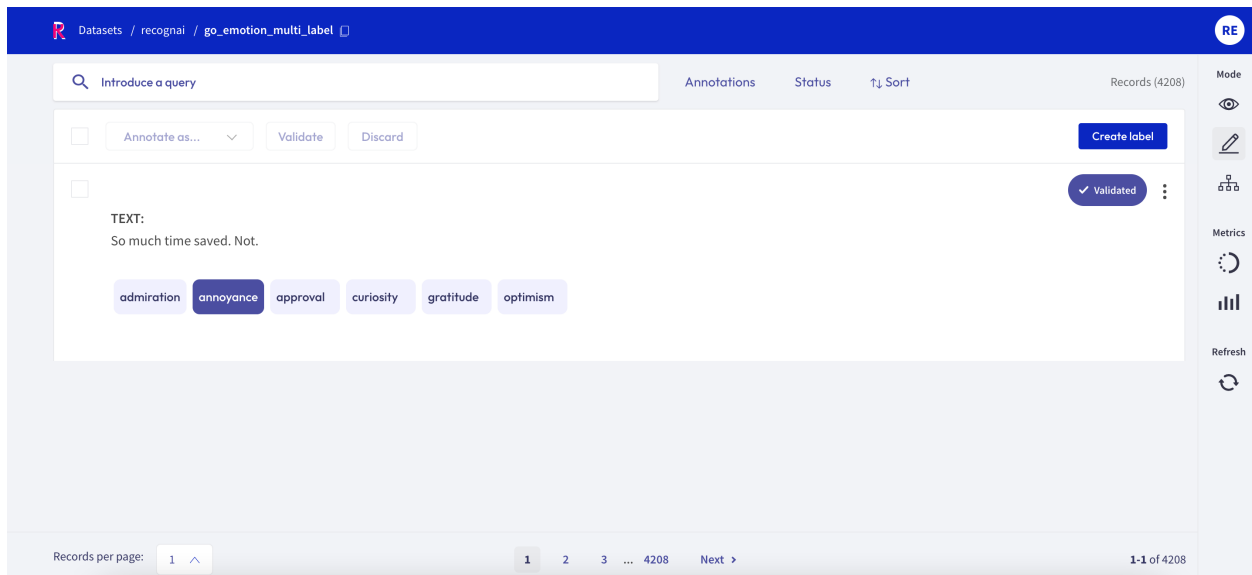 R Datasets / recognai / go_emotion_multi_label RE
Introduce a query Annotations Status ↑↓ Sort Records (4208)
Mode
Annotate as... Validate Discard Create label
Validated
TEXT:
So much time saved. Not.
admiration annoyance approval curiosity gratitude optimism
Metrics
Refresh
Records per page: 1 1 2 3 ... 4208 Next > 1-1 of 4208